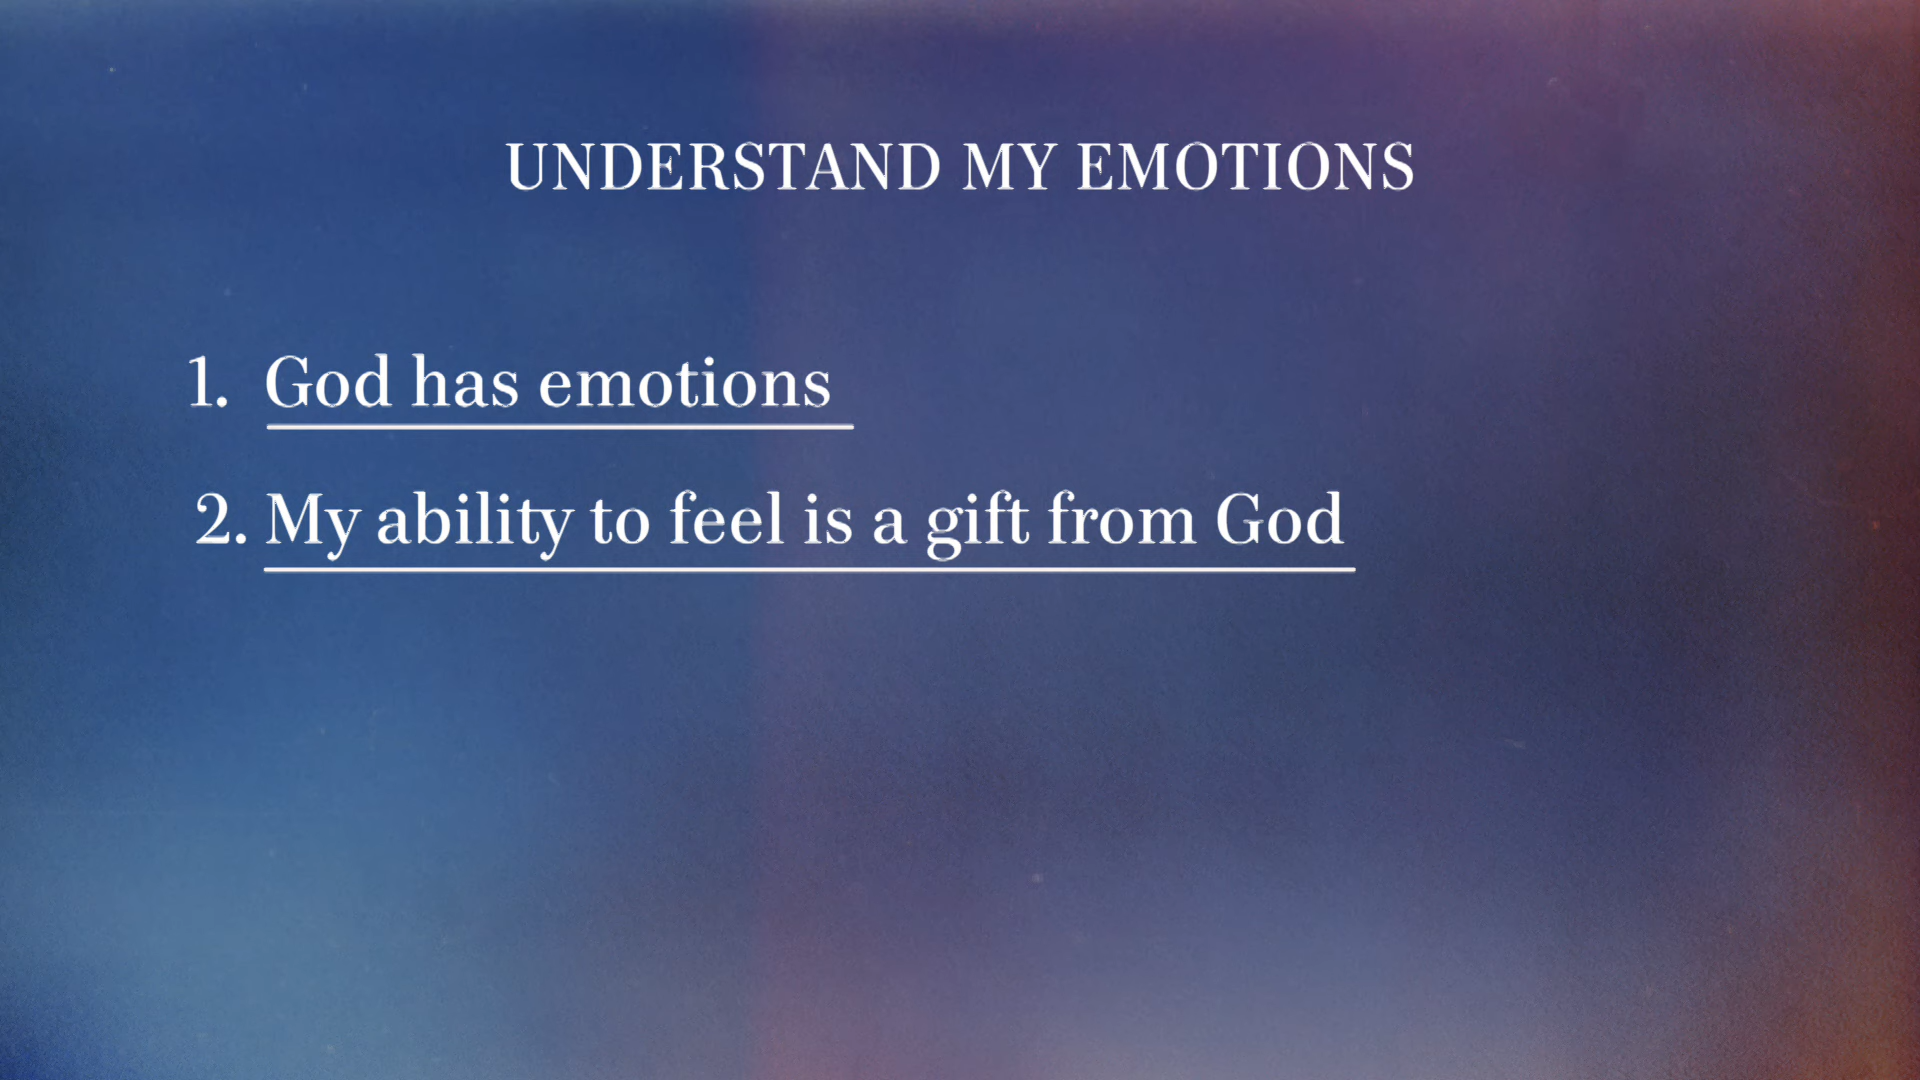 UNDERSTAND MY EMOTIONS
1. God has emotions
2. My ability to feel is a gift from God